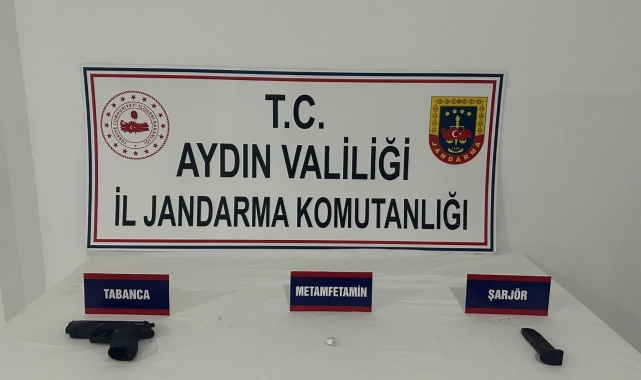 T.C.
AYDIN VALİLİĞİ
İL JANDARMA KOMUTANLIĞI
JANDARMA
TABANCA
METAMFETAMİN
ŞARJÖR